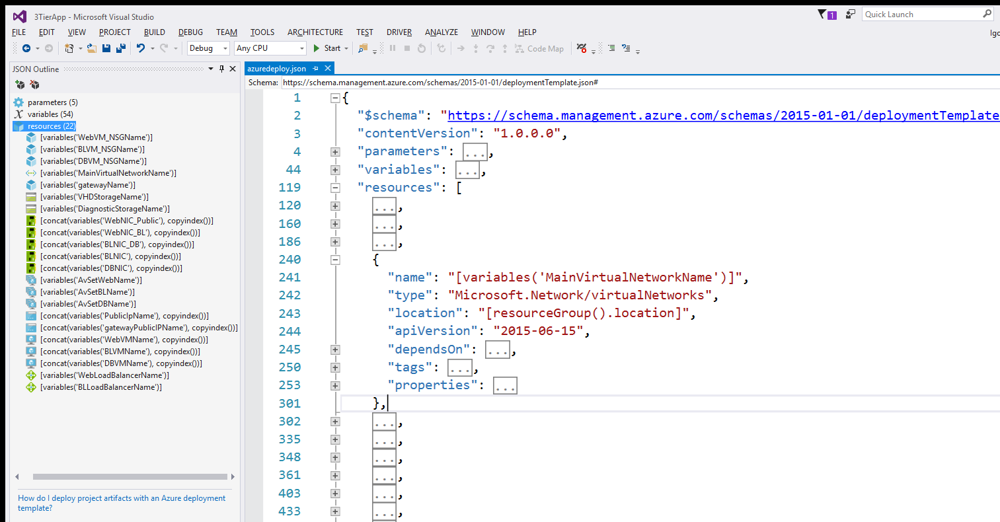 3TierApp - Microsoft Visual Studio
1
Quick Launch
FILE EDIT VIEW PROJECT BUILD DEBUG TEAM TOOLS ARCHITECTURE TEST DRIVER ANALYZE WINDOW HELP
Igo
Debug Any CPU Start Code Map
JSON Outline
parameters (5)
variables (54)
resources (22)
[variables('WebVM_NSGName')]
[variables('BLVM_NSGName')]
[variables('DBVM_NSGName')]
[variables('MainVirtualNetworkName')]
[variables('gatewayName')]
[variables('VHDStorageName')]
[variables('DiagnosticStorageName')]
[concat(variables('WebNIC_Public'), copyindex())]
[concat(variables('WebNIC_BL'), copyindex())]
[concat(variables('BLNIC_DB'), copyindex())]
[concat(variables('BLNIC'), copyindex())]
[concat(variables('DBNIC'), copyindex())]
[variables('AvSetWebName')]
[variables('AvSetBLName')]
[variables('AvSetDBName')]
[concat(variables('PublicIpName'), copyindex())]
[concat(variables('gatewayPublicIPName'), copyindex())]
[concat(variables('WebVMName'), copyindex())]
[concat(variables('BLVMName'), copyindex())]
[concat(variables('DBVMName'), copyindex())]
[variables('WebLoadBalancerName')]
[variables('BLLoadBalancerName')]
How do I deploy project artifacts with an Azure deployment
template?
azuredeploy.json
Schema: https://schema.management.azure.com/schemas/2015-01-01/deploymentTemplate.json#
1 {
2 "$schema": "https://schema.management.azure.com/schemas/2015-01-01/deploymentTemplate
3 "contentVersion": "1.0.0.0",
4 "parameters": ...,
44 "variables": ...,
119 "resources": [
120 ...,
160 ...,
186 ...,
240 {
241 "name": "[variables('MainVirtualNetworkName')]",
242 "type": "Microsoft.Network/virtualNetworks",
243 "location": "[resourceGroup().location]",
244 "apiVersion": "2015-06-15",
245 "dependsOn": ...,
250 "tags": ...,
253 "properties": ...
301 },
302 ...,
335 ...,
348 ...,
361 ...,
403 ...,
433 ...,